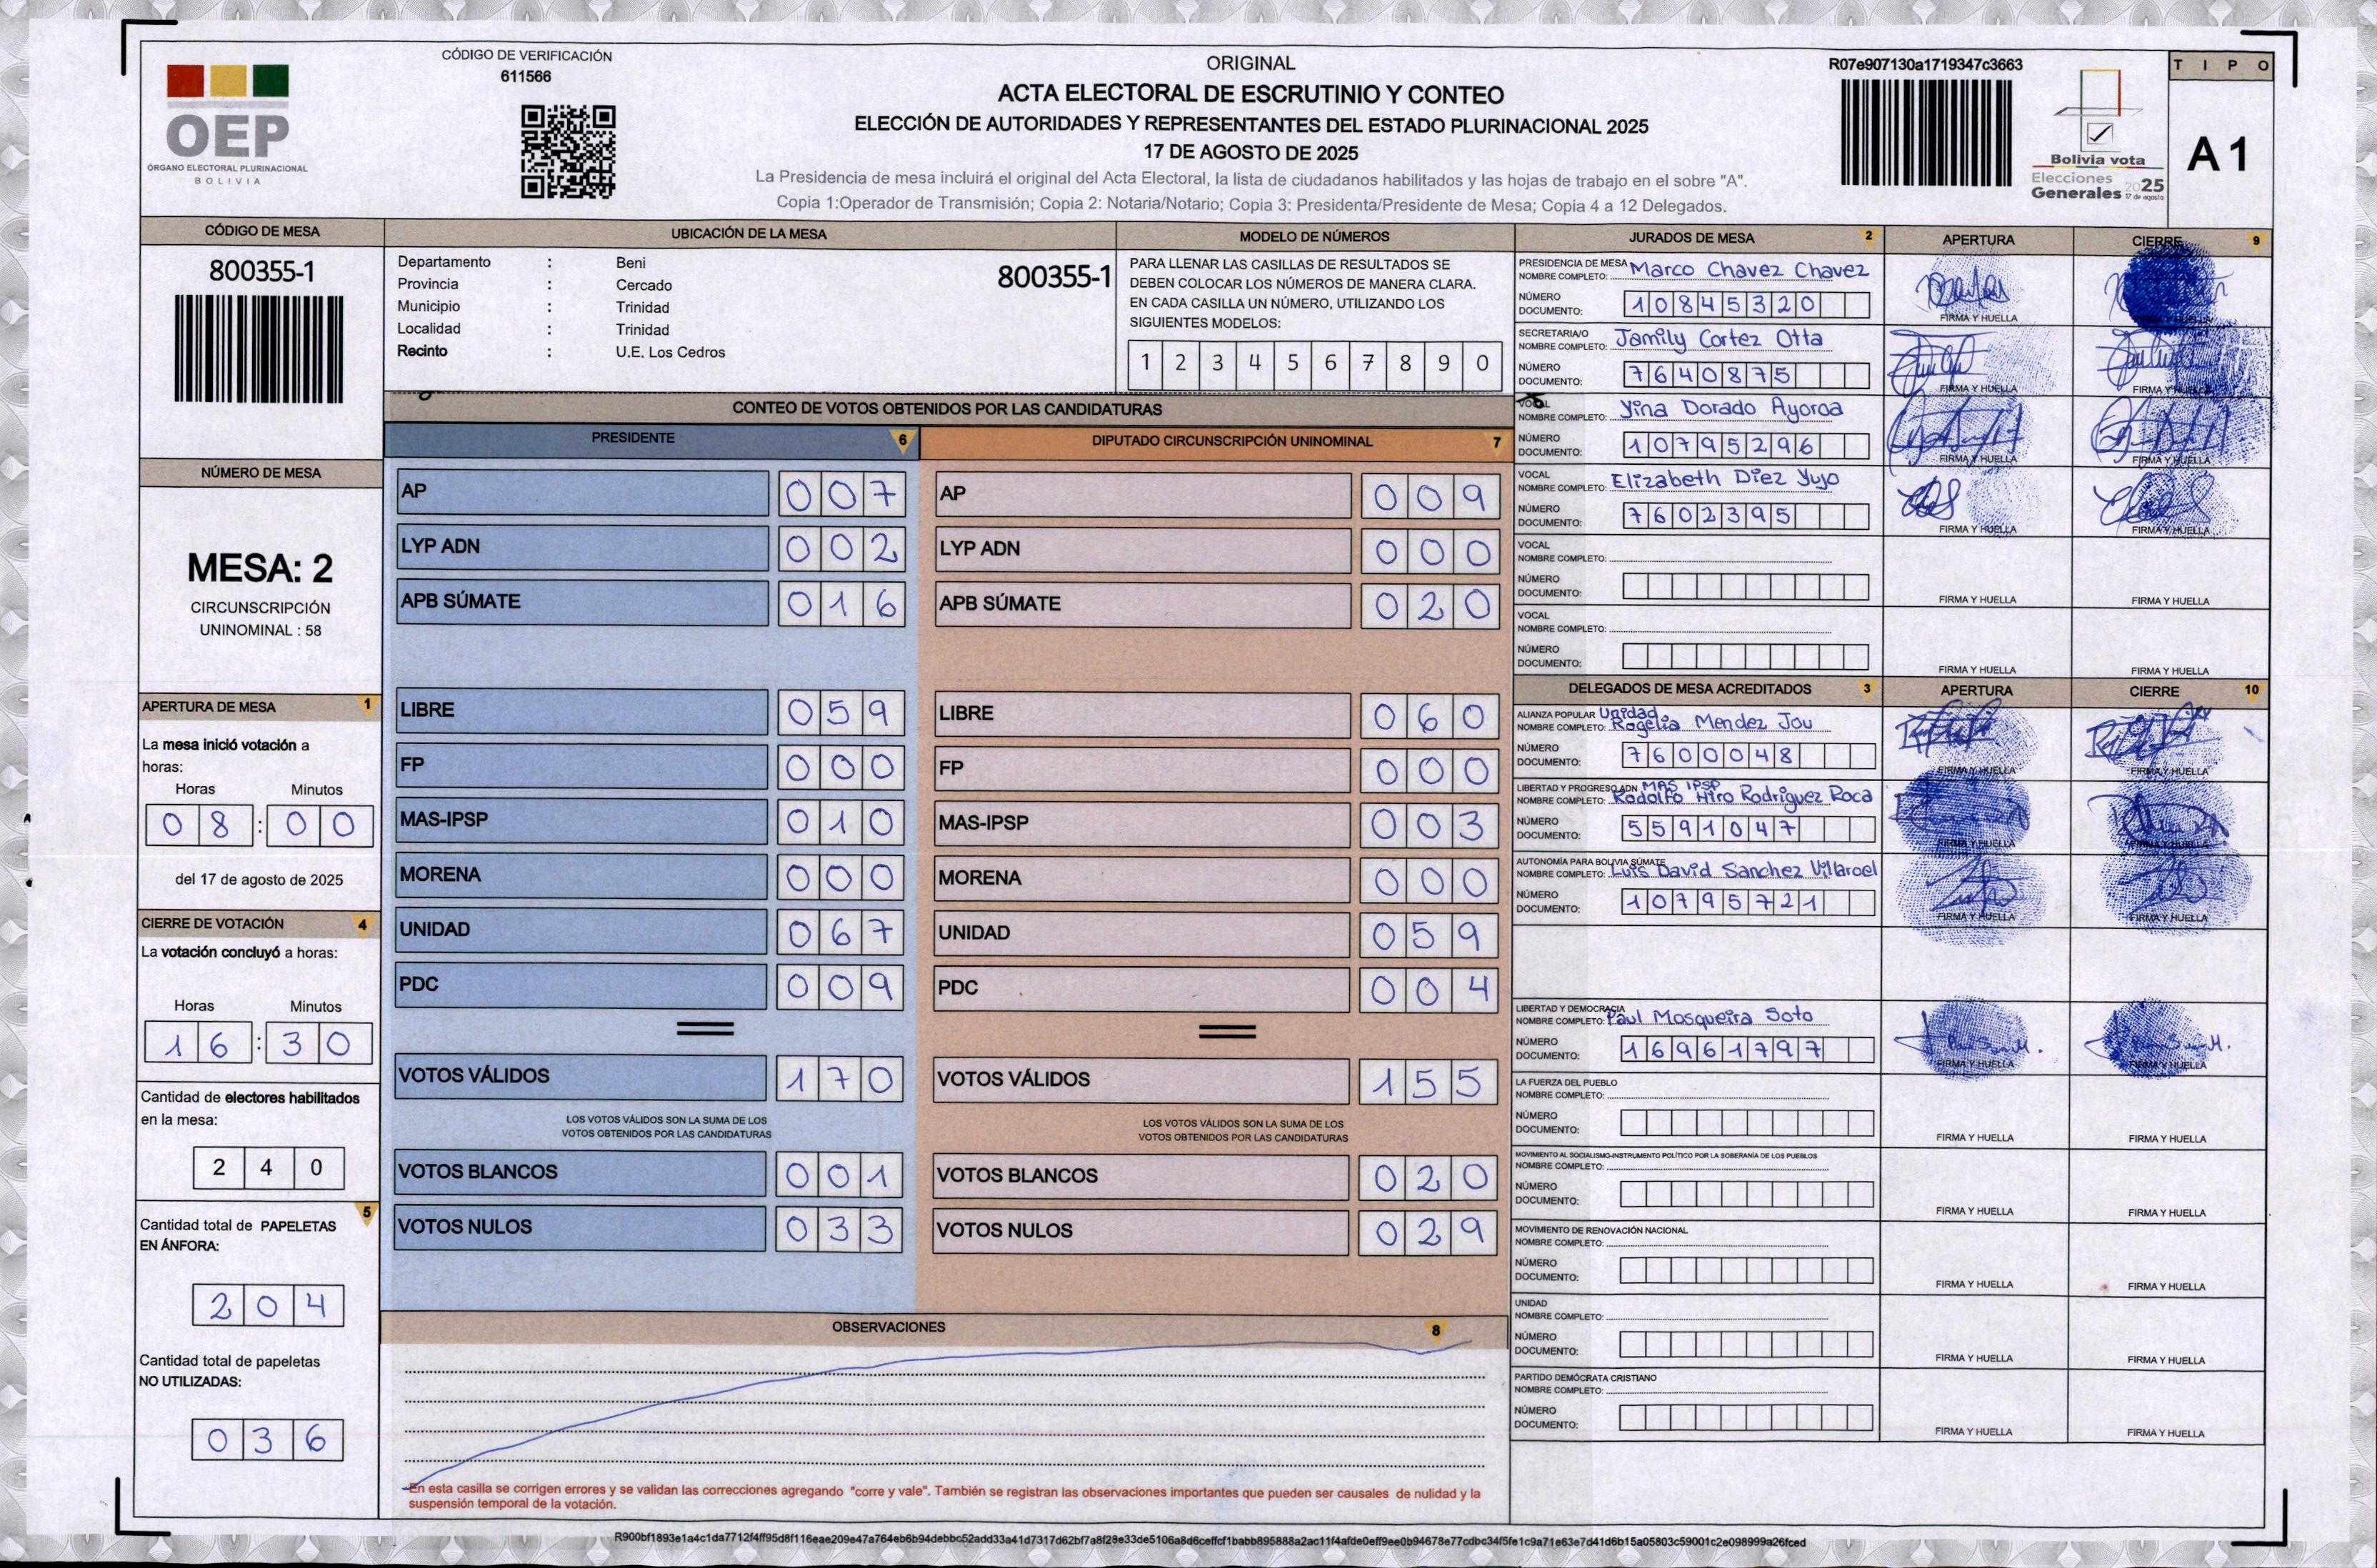 CÓDIGO DE VERIFICACIÓN
611566
OEP
ÓRGANO ELECTORAL PLURINACIONAL
BOLIVIA
ORIGINAL
ACTA ELECTORAL DE ESCRUTINIO Y CONTEO
ELECCIÓN DE AUTORIDADES Y REPRESENTANTES DEL ESTADO PLURINACIONAL 2025
17 DE AGOSTO DE 2025
La Presidencia de mesa incluirá el original del Acta Electoral, la lista de ciudadanos habilitados y las hojas de trabajo en el sobre "A".
Copia 1:Operador de Transmisión; Copia 2: Notaria/Notario; Copia 3: Presidenta/Presidente de Mesa; Copia 4 a 12 Delegados.
R07e907130a1719347c3663
Bolivia vota
Elecciones
Generales 2025
17 de agosto
TIPO
A1
CÓDIGO DE MESA
800355-1
UBICACIÓN DE LA MESA
Departamento : Beni
Provincia : Cercado
Municipio : Trinidad
Localidad : Trinidad
Recinto : U.E. Los Cedros
800355-1
MODELO DE NÚMEROS
PARA LLENAR LAS CASILLAS DE RESULTADOS SE
DEBEN COLOCAR LOS NÚMEROS DE MANERA CLARA.
EN CADA CASILLA UN NÚMERO, UTILIZANDO LOS
SIGUIENTES MODELOS:
1 2 3 4 5 6 7 8 9 0
NÚMERO DE MESA
MESA: 2
CIRCUNSCRIPCIÓN
UNINOMINAL : 58
APERTURA DE MESA 1
La mesa inició votación a
horas:
Horas Minutos
08 : 00
del 17 de agosto de 2025
CIERRE DE VOTACIÓN 4
La votación concluyó a horas:
Horas Minutos
16 : 30
Cantidad de electores habilitados
en la mesa:
240
5
Cantidad total de PAPELETAS
EN ÁNFORA:
204
Cantidad total de papeletas
NO UTILIZADAS:
036
CONTEO DE VOTOS OBTENIDOS POR LAS CANDIDATURAS
PRESIDENTE 6
AP 007
LYP ADN 002
APB SÚMATE 016
LIBRE 059
FP 000
MAS-IPSP 010
MORENA 000
UNIDAD 067
PDC 009
VOTOS VÁLIDOS 170
LOS VOTOS VÁLIDOS SON LA SUMA DE LOS
VOTOS OBTENIDOS POR LAS CANDIDATURAS
VOTOS BLANCOS 001
VOTOS NULOS 033
DIPUTADO CIRCUNSCRIPCIÓN UNINOMINAL 7
AP 009
LYP ADN 000
APB SÚMATE 020
LIBRE 060
FP 000
MAS-IPSP 003
MORENA 000
UNIDAD 059
PDC 004
VOTOS VÁLIDOS 155
LOS VOTOS VÁLIDOS SON LA SUMA DE LOS
VOTOS OBTENIDOS POR LAS CANDIDATURAS
VOTOS BLANCOS 020
VOTOS NULOS 029
OBSERVACIONES 8
En esta casilla se corrigen errores y se validan las correcciones agregando "corre y vale". También se registran las observaciones importantes que pueden ser causales de nulidad y la
suspensión temporal de la votación.
JURADOS DE MESA 2 APERTURA CIERRE 9
PRESIDENCIA DE MESA
NOMBRE COMPLETO: Marco Chavez Chavez
NÚMERO
DOCUMENTO: 10845320
FIRMA Y HUELLA
SECRETARIA/O
NOMBRE COMPLETO: Jamily Cortez Otta
NÚMERO
DOCUMENTO: 7640875
FIRMA Y HUELLA FIRMA Y HUELLA
VOCAL
NOMBRE COMPLETO: Yina Dorado Ayoroa
NÚMERO
DOCUMENTO: 10795296
FIRMA Y HUELLA FIRMA Y HUELLA
VOCAL
NOMBRE COMPLETO: Elizabeth Diez Yujo
NÚMERO
DOCUMENTO: 7602395
FIRMA Y HUELLA FIRMA Y HUELLA
VOCAL
NOMBRE COMPLETO:
NÚMERO
DOCUMENTO:
FIRMA Y HUELLA FIRMA Y HUELLA
VOCAL
NOMBRE COMPLETO:
NÚMERO
DOCUMENTO:
FIRMA Y HUELLA FIRMA Y HUELLA
DELEGADOS DE MESA ACREDITADOS 3 APERTURA CIERRE 10
ALIANZA POPULAR Unidad
NOMBRE COMPLETO: Rogelia Mendez Jou
NÚMERO
DOCUMENTO: 7600048
FIRMA Y HUELLA FIRMA Y HUELLA
LIBERTAD Y PROGRESO ADN MAS IPSP
NOMBRE COMPLETO: Rodolfo Hiro Rodriguez Roca
NÚMERO
DOCUMENTO: 5591047
FIRMA Y HUELLA FIRMA Y HUELLA
AUTONOMÍA PARA BOLIVIA SÚMATE
NOMBRE COMPLETO: Luis David Sanchez Villaroel
NÚMERO
DOCUMENTO: 10795721
FIRMA Y HUELLA FIRMA Y HUELLA
LIBERTAD Y DEMOCRACIA
NOMBRE COMPLETO: Paul Mosqueira Soto
NÚMERO
DOCUMENTO: 16961797
FIRMA Y HUELLA FIRMA Y HUELLA
LA FUERZA DEL PUEBLO
NOMBRE COMPLETO:
NÚMERO
DOCUMENTO:
FIRMA Y HUELLA FIRMA Y HUELLA
MOVIMIENTO AL SOCIALISMO-INSTRUMENTO POLÍTICO POR LA SOBERANÍA DE LOS PUEBLOS
NOMBRE COMPLETO:
NÚMERO
DOCUMENTO:
FIRMA Y HUELLA FIRMA Y HUELLA
MOVIMIENTO DE RENOVACIÓN NACIONAL
NOMBRE COMPLETO:
NÚMERO
DOCUMENTO:
FIRMA Y HUELLA FIRMA Y HUELLA
UNIDAD
NOMBRE COMPLETO:
NÚMERO
DOCUMENTO:
FIRMA Y HUELLA FIRMA Y HUELLA
PARTIDO DEMÓCRATA CRISTIANO
NOMBRE COMPLETO:
NÚMERO
DOCUMENTO:
FIRMA Y HUELLA FIRMA Y HUELLA